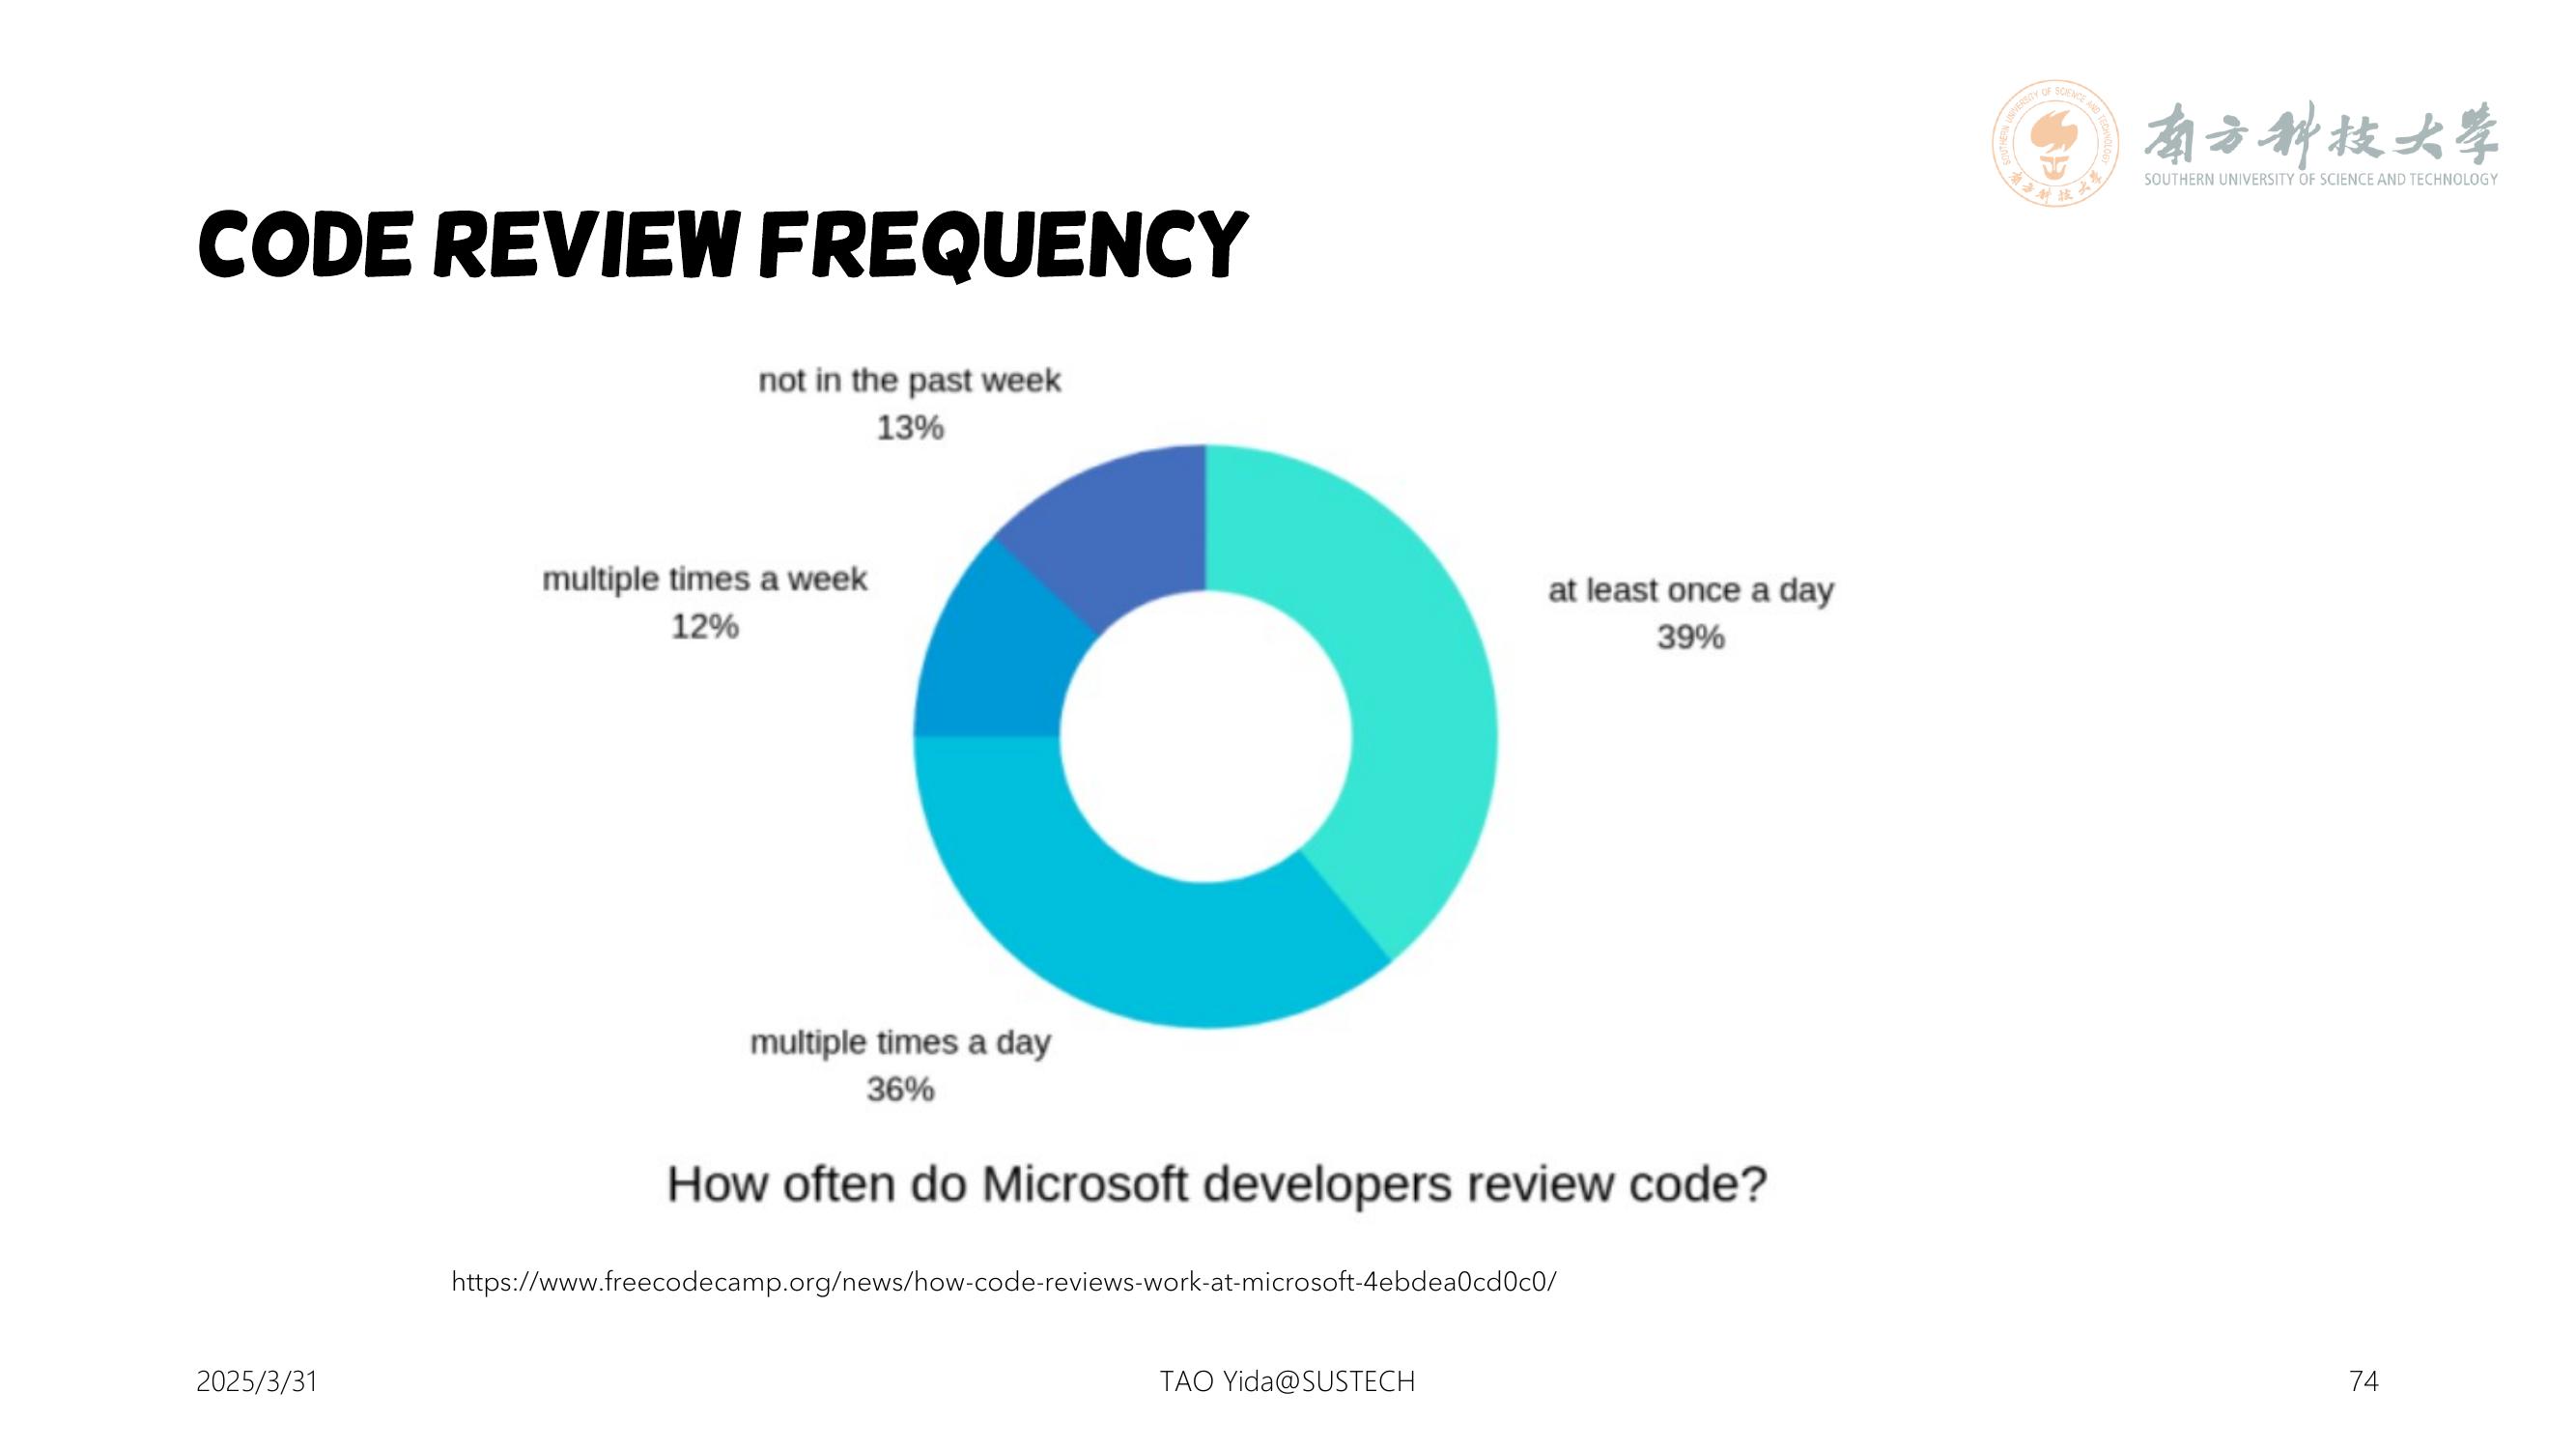 南方科技大学
SOUTHERN UNIVERSITY OF SCIENCE AND TECHNOLOGY
CODE REVIEW FREQUENCY
not in the past week
13%
multiple times a week
12%
at least once a day
39%
multiple times a day
36%
How often do Microsoft developers review code?
https://www.freecodecamp.org/news/how-code-reviews-work-at-microsoft-4ebdea0cd0c0/
2025/3/31
TAO Yida@SUSTECH
74